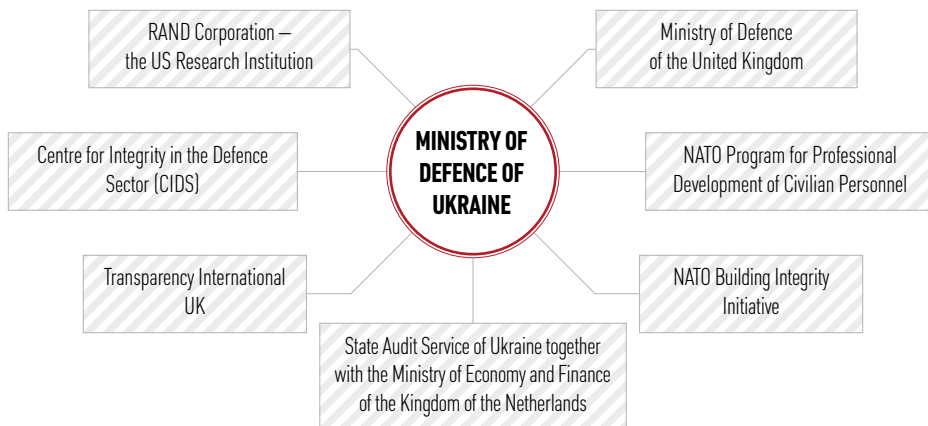 RAND Corporation –
the US Research Institution
Ministry of Defence
of the United Kingdom
MINISTRY OF
DEFENCE OF
UKRAINE
Centre for Integrity in the Defence
Sector (CIDS)
NATO Program for Professional
Development of Civilian Personnel
Transparency International
UK
NATO Building Integrity
Initiative
State Audit Service of Ukraine together
with the Ministry of Economy and Finance
of the Kingdom of the Netherlands